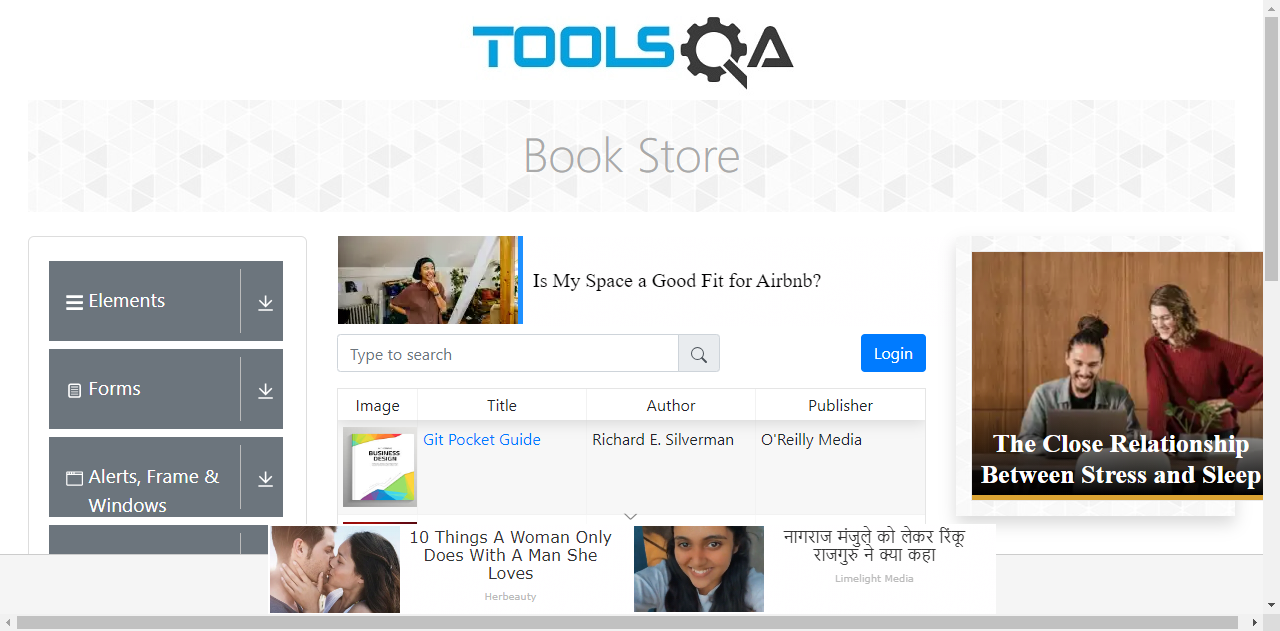 TOOLSQA
Book Store
Elements
Forms
Alerts, Frame &
Windows
Is My Space a Good Fit for Airbnb?
Type to search
Login
Image Title Author Publisher
BUSINESS
DESIGN
Git Pocket Guide Richard E. Silverman O'Reilly Media
The Close Relationship
Between Stress and Sleep
10 Things A Woman Only
Does With A Man She
Loves
Herbeauty
नागराज मंजुले को लेकर रिंकू
राजगुरु ने क्या कहा
Limelight Media